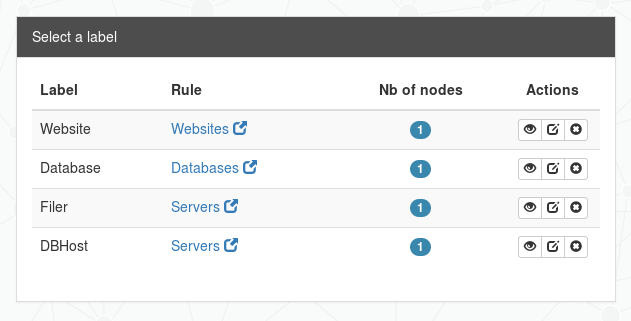 Select a label
Label Rule Nb of nodes Actions
Website Websites 1
Database Databases 1
Filer Servers 1
DBHost Servers 1